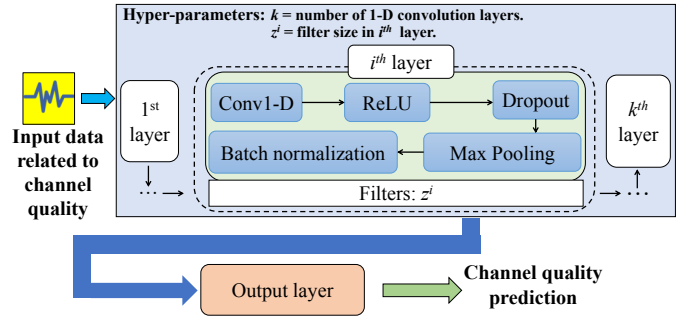 Hyper-parameters: k = number of 1-D convolution layers.
z^i = filter size in i^th layer.
Input data
related to
channel
quality
1^st
layer
...
i^th layer
Conv1-D
ReLU
Dropout
Batch normalization
Max Pooling
Filters: z^i
k^th
layer
...
Output layer
Channel quality
prediction